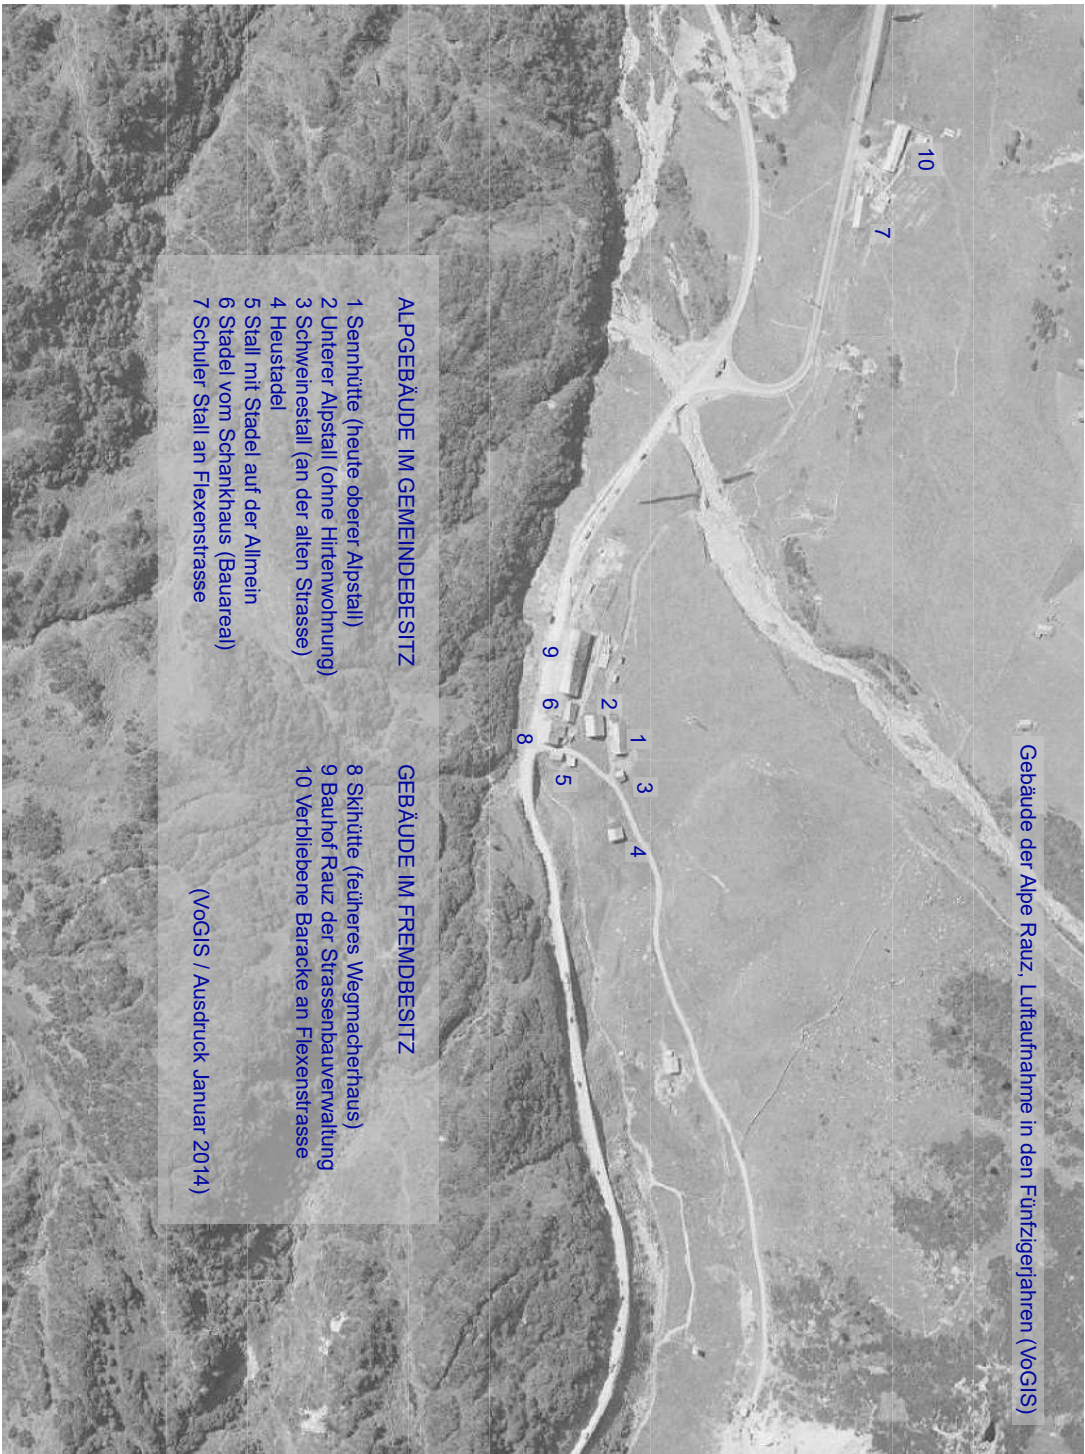 Gebäude der Alpe Rauz, Luftaufnahme in den Fünfzigerjahren (VoGIS)
10
7
1
2
3
4
9
6
5
8
ALPGEBÄUDE IM GEMEINDEBESITZ
1 Sennhütte (heute oberer Alpstall)
2 Unterer Alpstall (ohne Hirtenwohnung)
3 Schweinestall (an der alten Strasse)
4 Heustadel
5 Stall mit Stadel auf der Allmein
6 Stadel vom Schankhaus (Bauareal)
7 Schuler Stall an Flexenstrasse
GEBÄUDE IM FREMDBESITZ
8 Skihütte (feüheres Wegmacherhaus)
9 Bauhof Rauz der Strassenbauverwaltung
10 Verbliebene Baracke an Flexenstrasse
(VoGIS / Ausdruck Januar 2014)